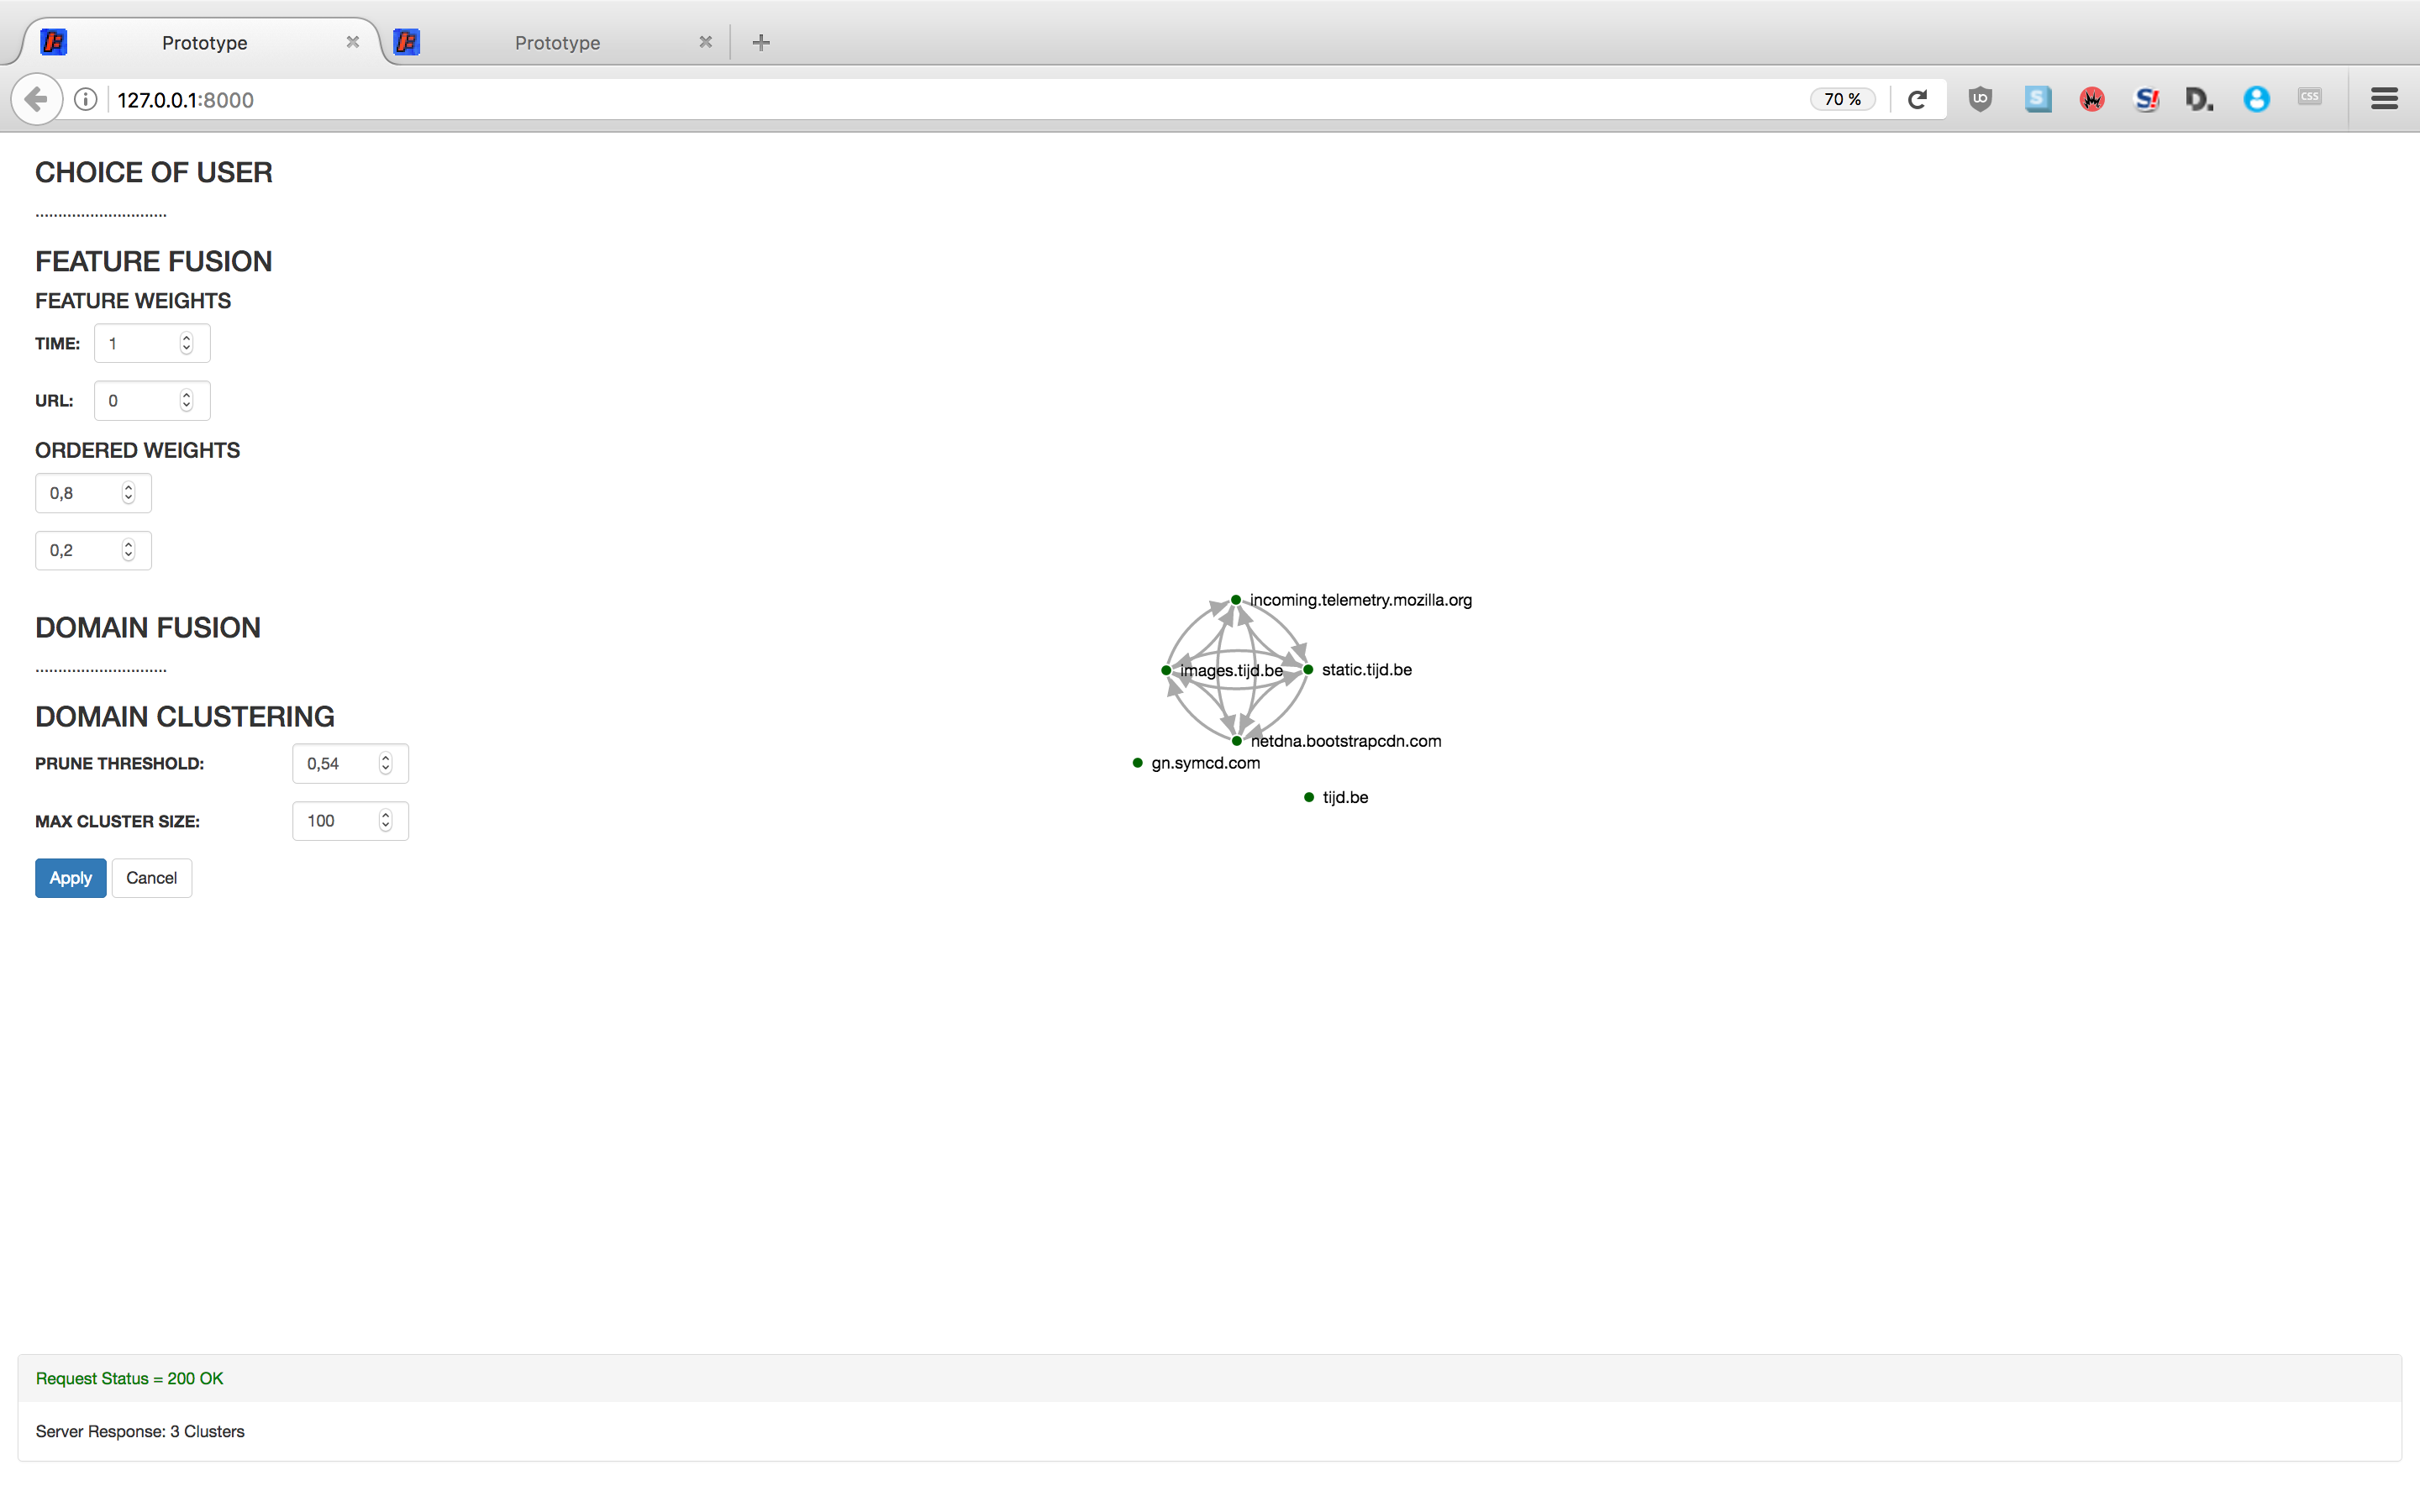 Prototype
Prototype
127.0.0.1:8000
70 %
CHOICE OF USER
.............................
FEATURE FUSION
FEATURE WEIGHTS
TIME: 1
URL: 0
ORDERED WEIGHTS
0,8
0,2
DOMAIN FUSION
.............................
DOMAIN CLUSTERING
PRUNE THRESHOLD: 0,54
MAX CLUSTER SIZE: 100
Apply Cancel
incoming.telemetry.mozilla.org
images.tijd.be
static.tijd.be
netdna.bootstrapcdn.com
gn.symcd.com
tijd.be
Request Status = 200 OK
Server Response: 3 Clusters